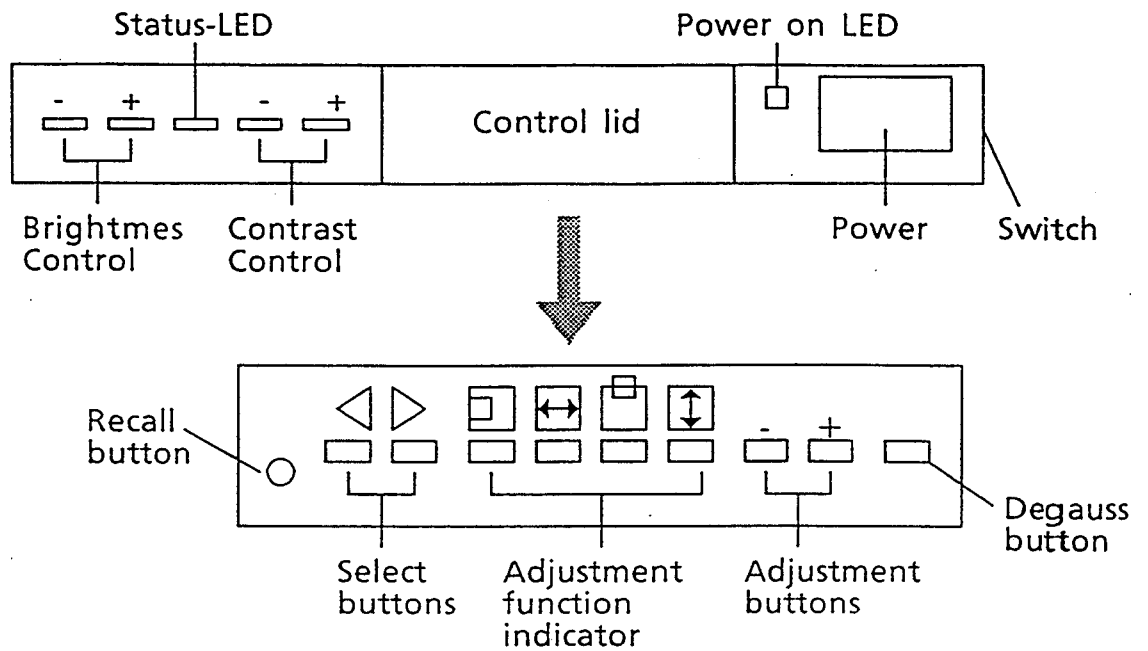 Status-LED
Power on LED
- + - +
Control lid
Brightmes
Control
Contrast
Control
Power
Switch
Recall
button
- +
Degauss
button
Select
buttons
Adjustment
function
indicator
Adjustment
buttons